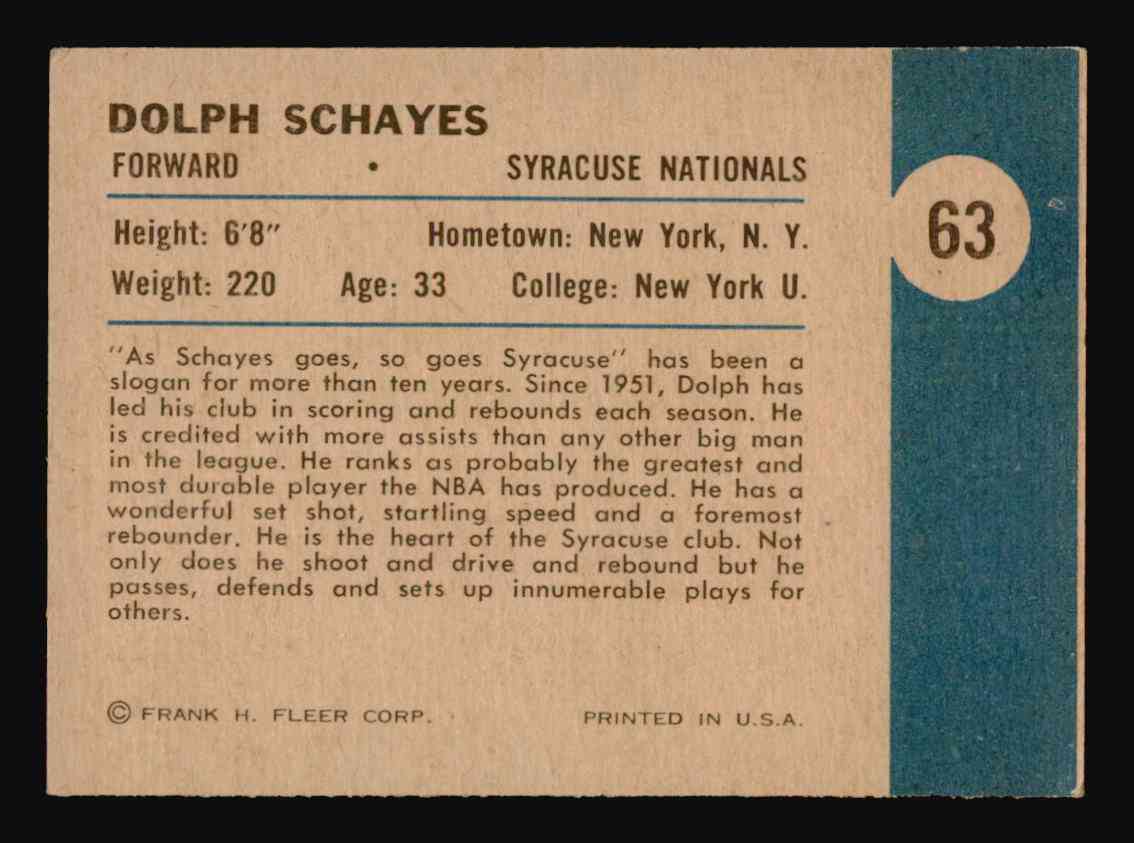 DOLPH SCHAYES
FORWARD • SYRACUSE NATIONALS
63
Height: 6'8" Hometown: New York, N. Y.
Weight: 220 Age: 33 College: New York U.
"As Schayes goes, so goes Syracuse" has been a
slogan for more than ten years. Since 1951, Dolph has
led his club in scoring and rebounds each season. He
is credited with more assists than any other big man
in the league. He ranks as probably the greatest and
most durable player the NBA has produced. He has a
wonderful set shot, startling speed and a foremost
rebounder. He is the heart of the Syracuse club. Not
only does he shoot and drive and rebound but he
passes, defends and sets up innumerable plays for
others.
© FRANK H. FLEER CORP. PRINTED IN U.S.A.